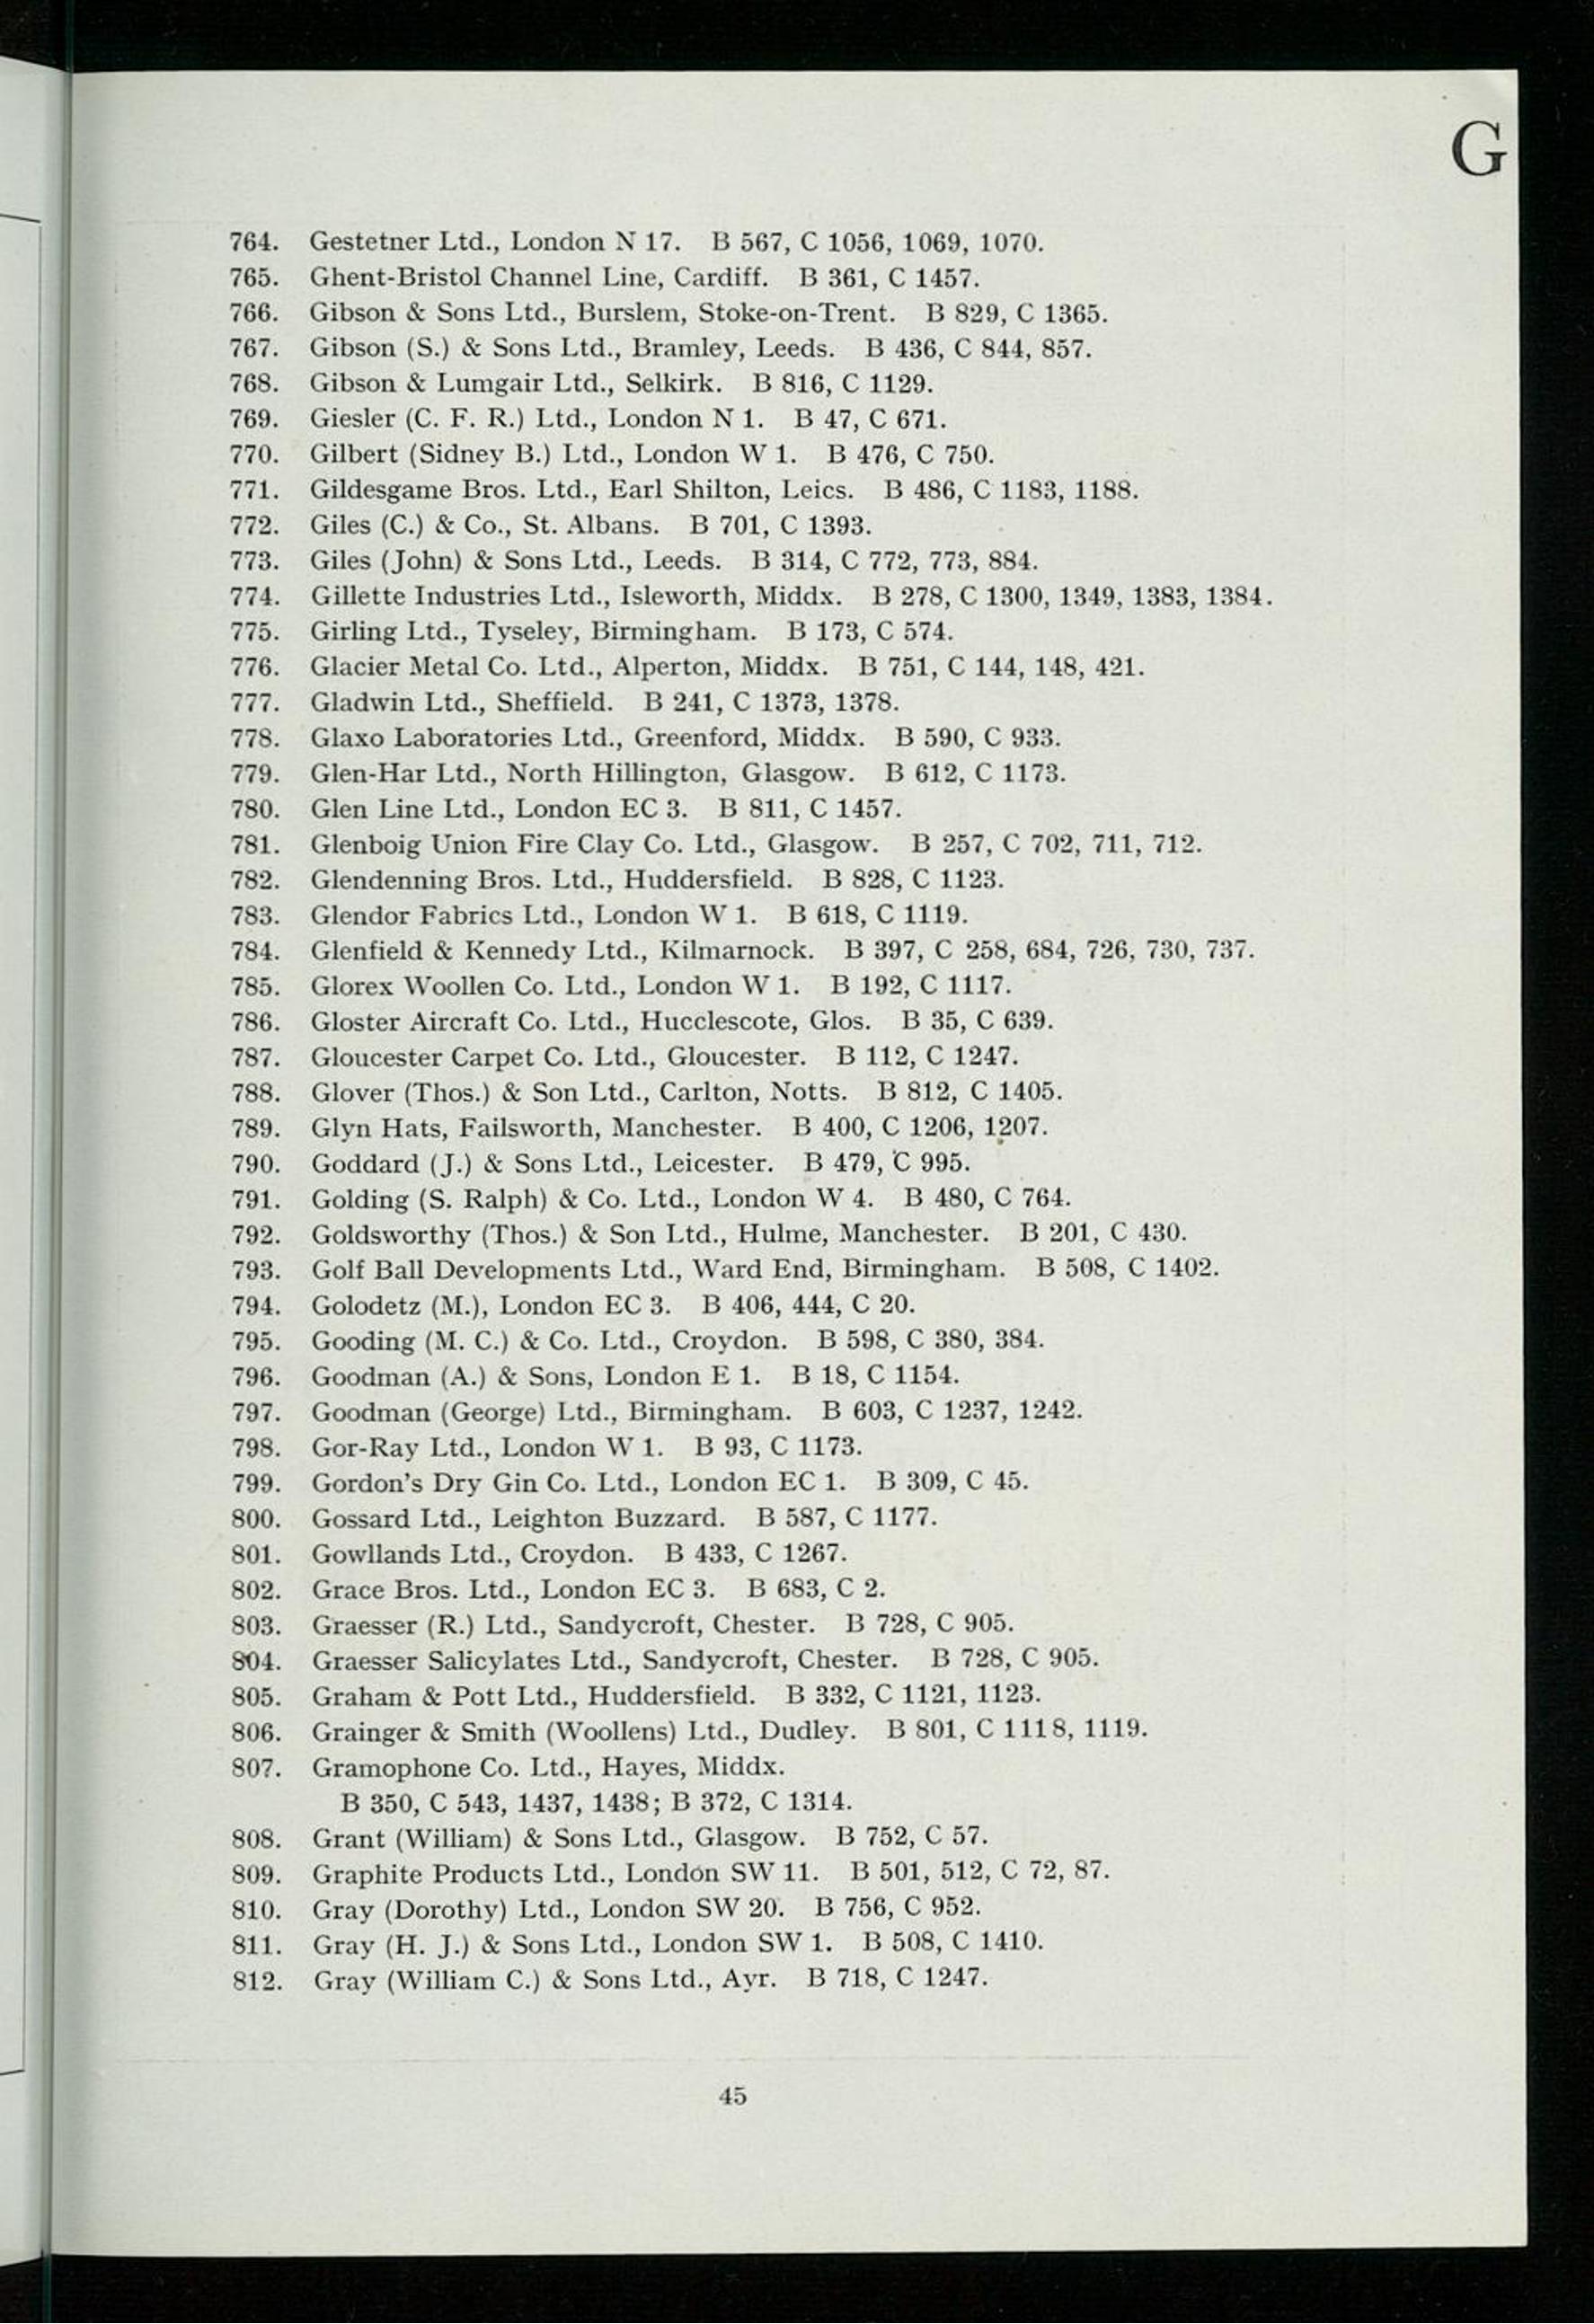 G
764. Gestetner Ltd., London N 17. B 567, C 1056, 1069, 1070.
765. Ghent-Bristol Channel Line, Cardiff. B 361, C 1457.
766. Gibson & Sons Ltd., Burslem, Stoke-on-Trent. B 829, C 1365.
767. Gibson (S.) & Sons Ltd., Bramley, Leeds. B 436, C 844, 857.
768. Gibson & Lumgair Ltd., Selkirk. B 816, C 1129.
769. Giesler (C. F. R.) Ltd., London N 1. B 47, C 671.
770. Gilbert (Sidney B.) Ltd., London W 1. B 476, C 750.
771. Gildesgame Bros. Ltd., Earl Shilton, Leics. B 486, C 1183, 1188.
772. Giles (C.) & Co., St. Albans. B 701, C 1393.
773. Giles (John) & Sons Ltd., Leeds. B 314, C 772, 773, 884.
774. Gillette Industries Ltd., Isleworth, Middx. B 278, C 1300, 1349, 1383, 1384.
775. Girling Ltd., Tyseley, Birmingham. B 173, C 574.
776. Glacier Metal Co. Ltd., Alperton, Middx. B 751, C 144, 148, 421.
777. Gladwin Ltd., Sheffield. B 241, C 1373, 1378.
778. Glaxo Laboratories Ltd., Greenford, Middx. B 590, C 933.
779. Glen-Har Ltd., North Hillington, Glasgow. B 612, C 1173.
780. Glen Line Ltd., London EC 3. B 811, C 1457.
781. Glenboig Union Fire Clay Co. Ltd., Glasgow. B 257, C 702, 711, 712.
782. Glendenning Bros. Ltd., Huddersfield. B 828, C 1123.
783. Glendor Fabrics Ltd., London W 1. B 618, C 1119.
784. Glenfield & Kennedy Ltd., Kilmarnock. B 397, C 258, 684, 726, 730, 737.
785. Glorex Woollen Co. Ltd., London W 1. B 192, C 1117.
786. Gloster Aircraft Co. Ltd., Hucclescote, Glos. B 35, C 639.
787. Gloucester Carpet Co. Ltd., Gloucester. B 112, C 1247.
788. Glover (Thos.) & Son Ltd., Carlton, Notts. B 812, C 1405.
789. Glyn Hats, Failsworth, Manchester. B 400, C 1206, 1207.
790. Goddard (J.) & Sons Ltd., Leicester. B 479, C 995.
791. Golding (S. Ralph) & Co. Ltd., London W 4. B 480, C 764.
792. Goldsworthy (Thos.) & Son Ltd., Hulme, Manchester. B 201, C 430.
793. Golf Ball Developments Ltd., Ward End, Birmingham. B 508, C 1402.
794. Golodetz (M.), London EC 3. B 406, 444, C 20.
795. Gooding (M. C.) & Co. Ltd., Croydon. B 598, C 380, 384.
796. Goodman (A.) & Sons, London E 1. B 18, C 1154.
797. Goodman (George) Ltd., Birmingham. B 603, C 1237, 1242.
798. Gor-Ray Ltd., London W 1. B 93, C 1173.
799. Gordon's Dry Gin Co. Ltd., London EC 1. B 309, C 45.
800. Gossard Ltd., Leighton Buzzard. B 587, C 1177.
801. Gowllands Ltd., Croydon. B 433, C 1267.
802. Grace Bros. Ltd., London EC 3. B 683, C 2.
803. Graesser (R.) Ltd., Sandycroft, Chester. B 728, C 905.
804. Graesser Salicylates Ltd., Sandycroft, Chester. B 728, C 905.
805. Graham & Pott Ltd., Huddersfield. B 332, C 1121, 1123.
806. Grainger & Smith (Woollens) Ltd., Dudley. B 801, C 1118, 1119.
807. Gramophone Co. Ltd., Hayes, Middx.
B 350, C 543, 1437, 1438; B 372, C 1314.
808. Grant (William) & Sons Ltd., Glasgow. B 752, C 57.
809. Graphite Products Ltd., London SW 11. B 501, 512, C 72, 87.
810. Gray (Dorothy) Ltd., London SW 20. B 756, C 952.
811. Gray (H. J.) & Sons Ltd., London SW 1. B 508, C 1410.
812. Gray (William C.) & Sons Ltd., Ayr. B 718, C 1247.
45